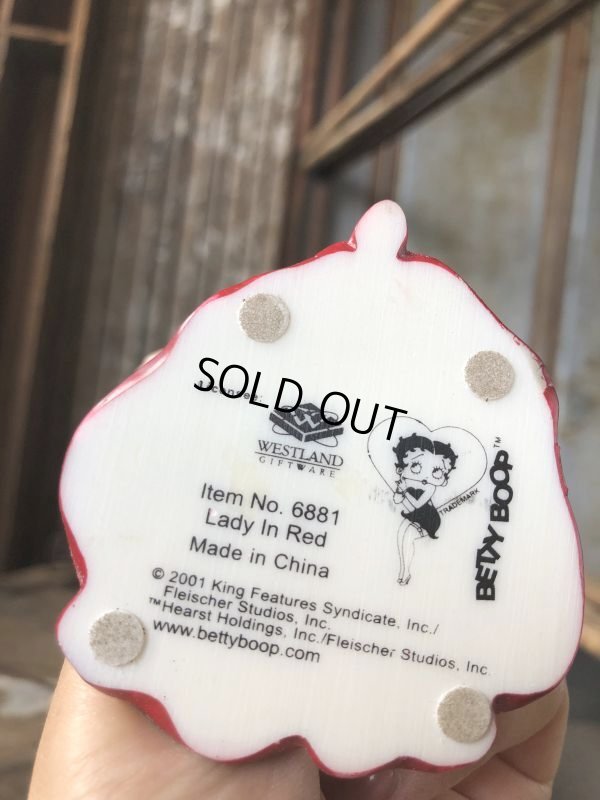 Licensee:
SOLD OUT
WESTLAND
GIFTWARE
TRADEMARK
BETTY BOOP™
Item No. 6881
Lady In Red
Made in China
© 2001 King Features Syndicate, Inc./
Fleischer Studios, Inc.
™Hearst Holdings, Inc./Fleischer Studios, Inc.
www.bettyboop.com